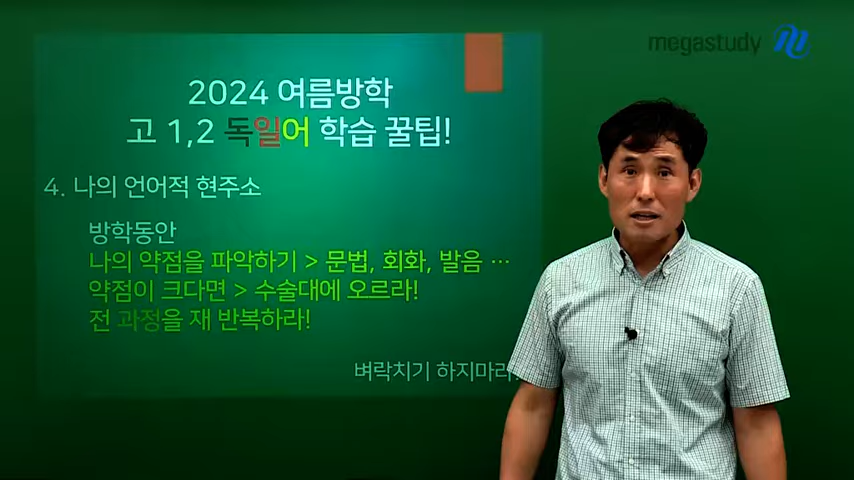 megastudy
2024 여름방학
고 1,2 독일어 학습 꿀팁!
4. 나의 언어적 현주소
방학동안
나의 약점을 파악하기 > 문법, 회화, 발음 …
약점이 크다면 > 수술대에 오르라!
전 과정을 재 반복하라!
벼락치기 하지마라!